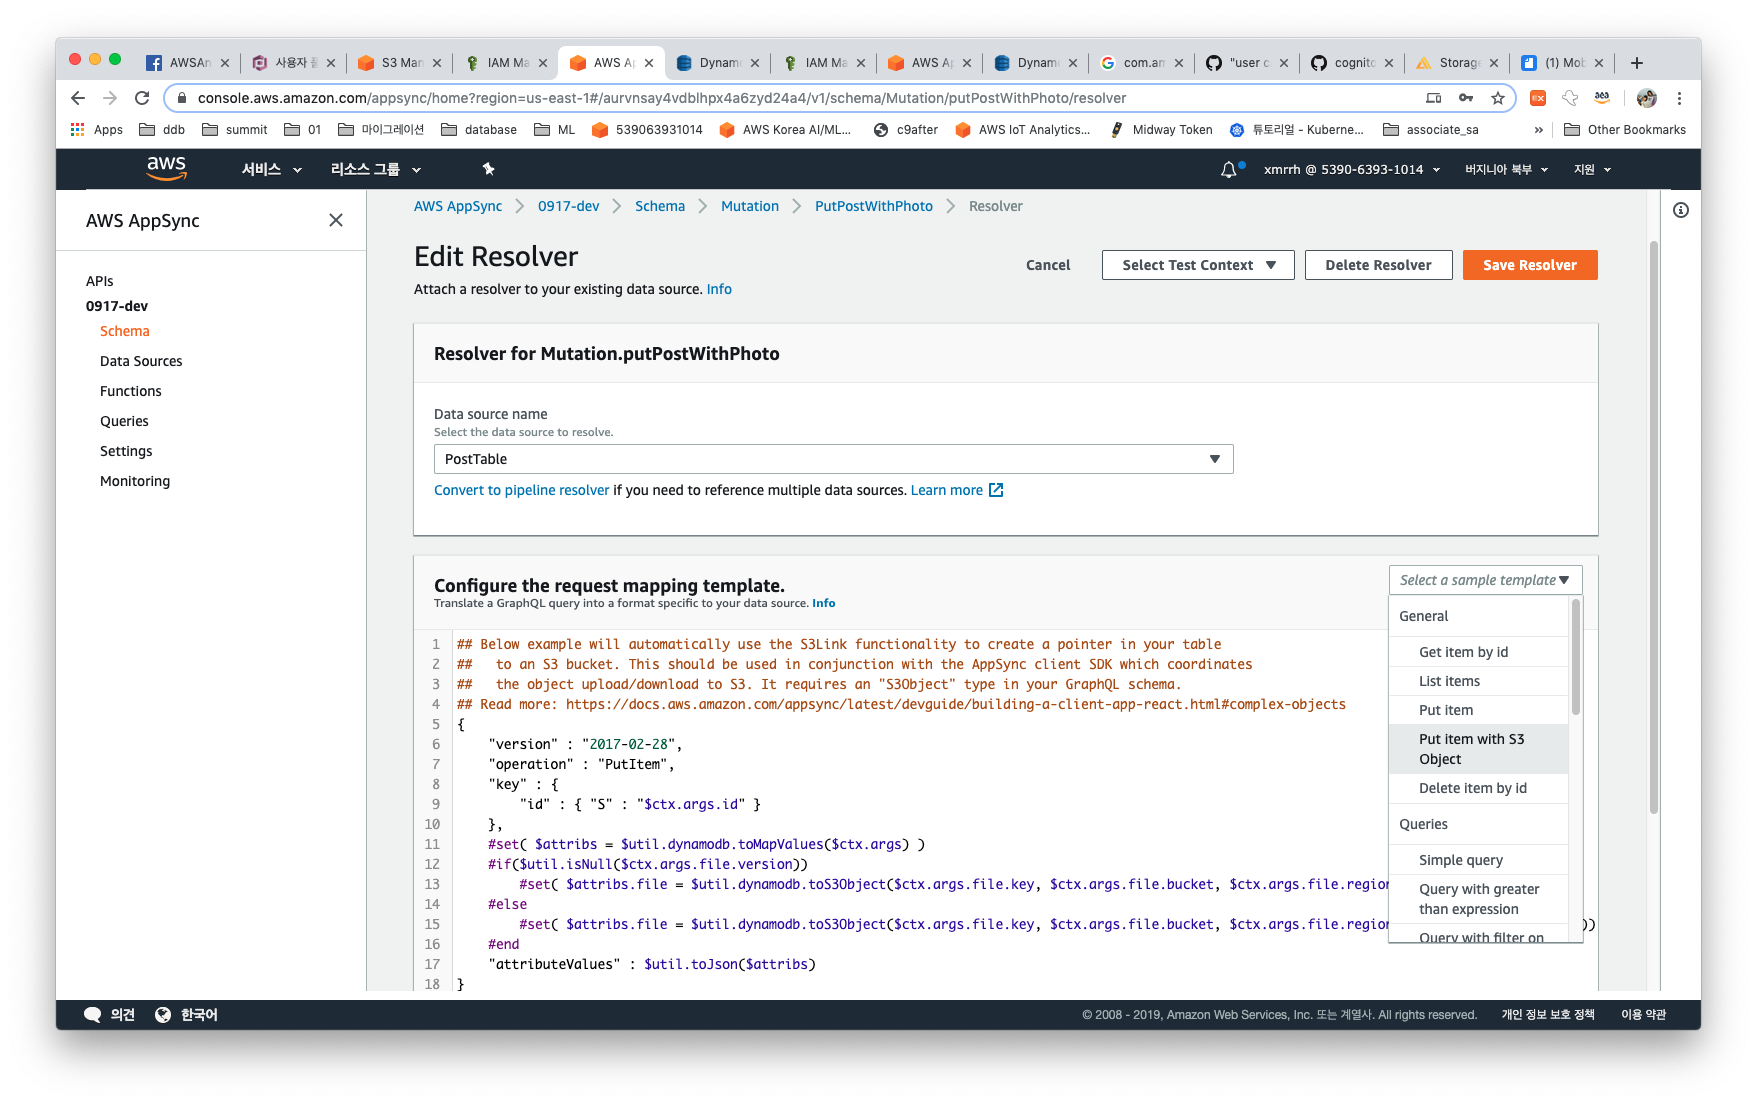 AWSAn
사용자 풀
S3 Man
IAM Ma
AWS Ap
Dynam
IAM Ma
AWS Ap
Dynam
com.am
"user c
cognito
Storage
(1) Mob
console.aws.amazon.com/appsync/home?region=us-east-1#/aurvnsay4vdblhpx4a6zyd24a4/v1/schema/Mutation/putPostWithPhoto/resolver
Apps ddb summit 01 마이그레이션 database ML 539063931014 AWS Korea AI/ML... c9after AWS IoT Analytics... Midway Token 튜토리얼 - Kuberne... associate_sa » Other Bookmarks
aws 서비스 리소스 그룹 xmrrh @ 5390-6393-1014 버지니아 북부 지원
AWS AppSync
APIs
0917-dev
Schema
Data Sources
Functions
Queries
Settings
Monitoring
AWS AppSync > 0917-dev > Schema > Mutation > PutPostWithPhoto > Resolver
Edit Resolver
Cancel Select Test Context Delete Resolver Save Resolver
Attach a resolver to your existing data source. Info
Resolver for Mutation.putPostWithPhoto
Data source name
Select the data source to resolve.
PostTable
Convert to pipeline resolver if you need to reference multiple data sources. Learn more
Configure the request mapping template.
Translate a GraphQL query into a format specific to your data source. Info
1 ## Below example will automatically use the S3Link functionality to create a pointer in your table
2 ##   to an S3 bucket. This should be used in conjunction with the AppSync client SDK which coordinates
3 ##   the object upload/download to S3. It requires an "S3Object" type in your GraphQL schema.
4 ## Read more: https://docs.aws.amazon.com/appsync/latest/devguide/building-a-client-app-react.html#complex-objects
5 {
6     "version" : "2017-02-28",
7     "operation" : "PutItem",
8     "key" : {
9         "id" : { "S" : "$ctx.args.id" }
10     },
11     #set( $attribs = $util.dynamodb.toMapValues($ctx.args) )
12     #if($util.isNull($ctx.args.file.version))
13         #set( $attribs.file = $util.dynamodb.toS3Object($ctx.args.file.key, $ctx.args.file.bucket, $ctx.args.file.region
14     #else
15         #set( $attribs.file = $util.dynamodb.toS3Object($ctx.args.file.key, $ctx.args.file.bucket, $ctx.args.file.region ))
16     #end
17     "attributeValues" : $util.toJson($attribs)
18 }
Select a sample template
General
Get item by id
List items
Put item
Put item with S3
Object
Delete item by id
Queries
Simple query
Query with greater
than expression
Query with filter on
의견 한국어 © 2008 - 2019, Amazon Web Services, Inc. 또는 계열사. All rights reserved. 개인 정보 보호 정책 이용 약관